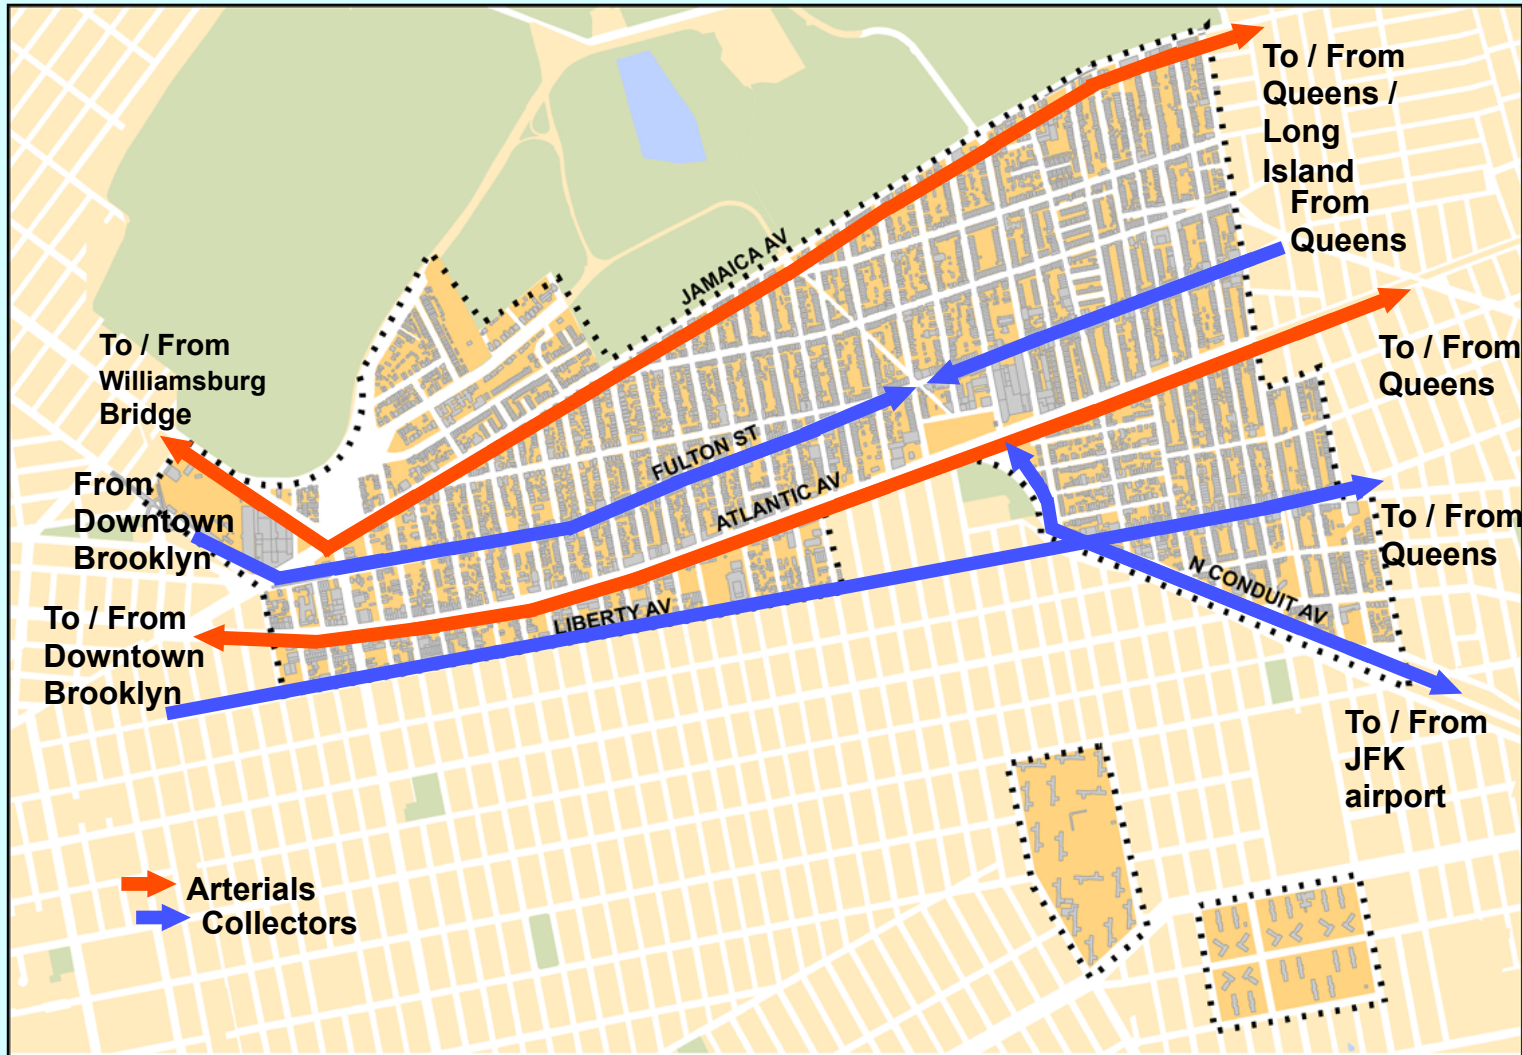 To / From
Queens /
Long
Island
From
Queens
JAMAICA AV
To / From
Williamsburg
Bridge
To / From
Queens
FULTON ST
From
Downtown
Brooklyn
ATLANTIC AV
To / From
Queens
N CONDUIT AV
LIBERTY AV
To / From
Downtown
Brooklyn
To / From
JFK
airport
Arterials
Collectors